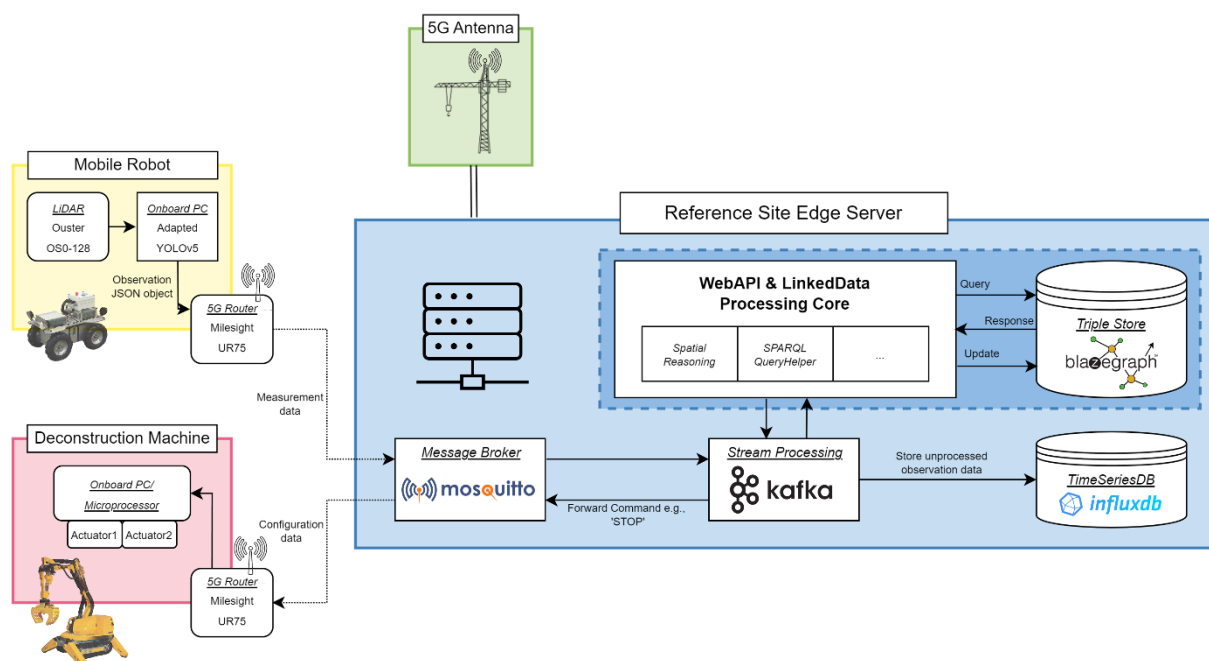 5G Antenna
Mobile Robot
LiDAR
Ouster
OS0-128
Onboard PC
Adapted
YOLOv5
Observation
JSON object
5G Router
Milesight
UR75
Measurement
data
Deconstruction Machine
Onboard PC/
Microprocessor
Actuator1
Actuator2
Configuration
data
5G Router
Milesight
UR75
Reference Site Edge Server
WebAPI & LinkedData
Processing Core
Spatial
Reasoning
SPARQL
QueryHelper
...
Query
Response
Update
Triple Store
blazegraph™
Message Broker
mosquitto
Forward Command e.g.,
'STOP'
Stream Processing
kafka
Store unprocessed
observation data
TimeSeriesDB
influxdb